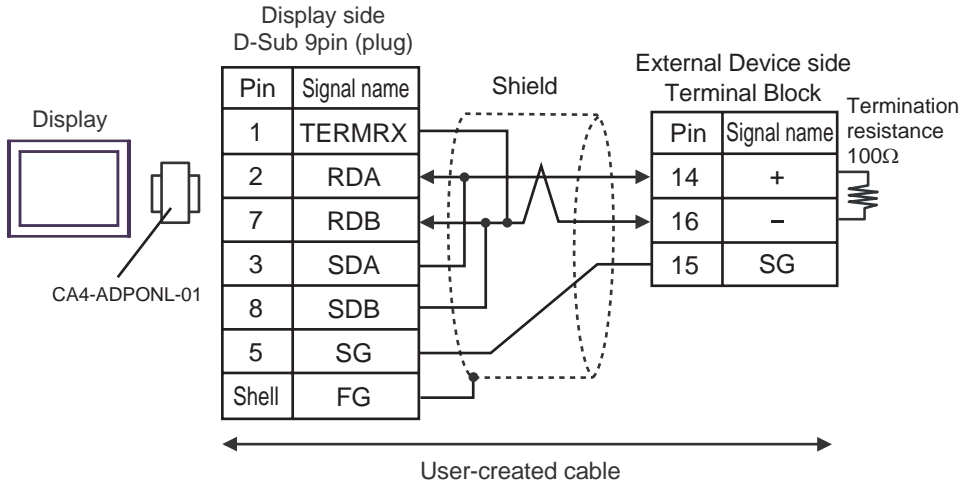 Display side
D-Sub 9pin (plug)
External Device side
Terminal Block
Display
CA4-ADPONL-01
Shield
Termination
resistance
100Ω
Pin Signal name
1 TERMRX
2 RDA
7 RDB
3 SDA
8 SDB
5 SG
Shell FG
Pin Signal name
14 +
16 −
15 SG
User-created cable